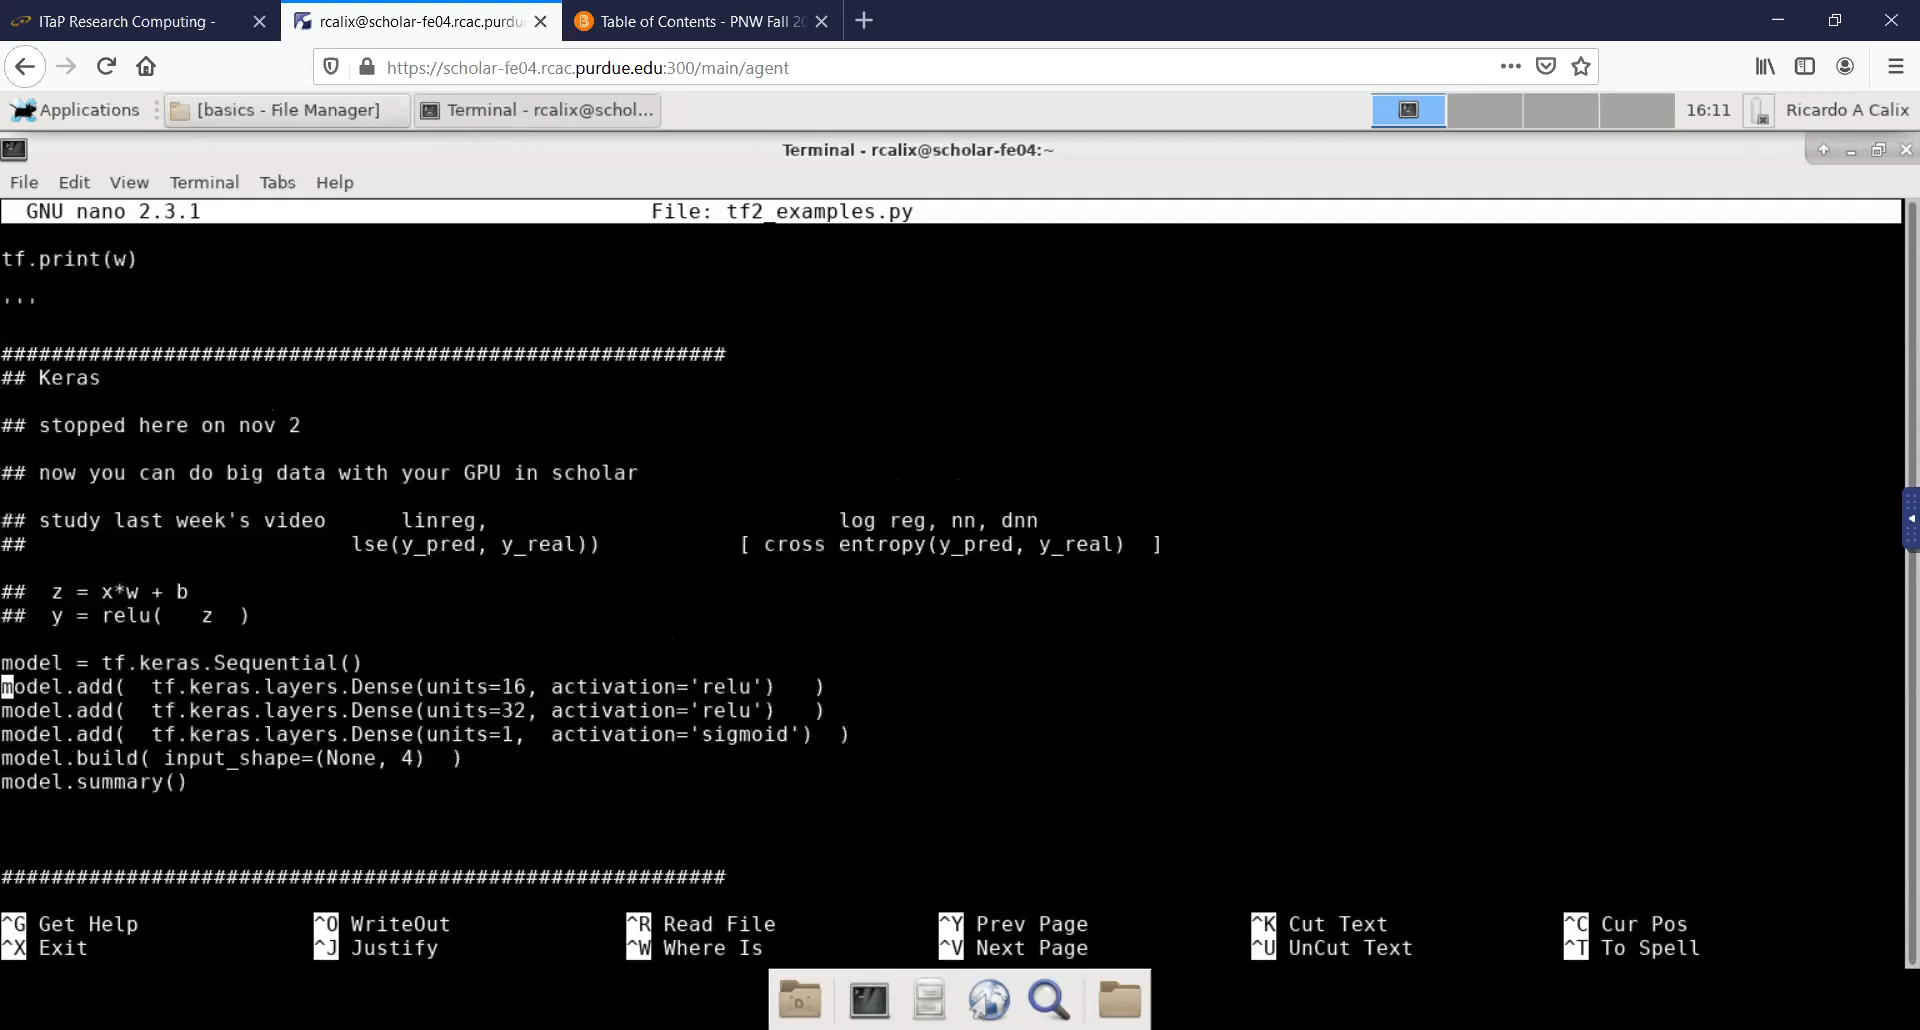 ITaP Research Computing -
rcalix@scholar-fe04.rcac.purdu
Table of Contents - PNW Fall 20
https://scholar-fe04.rcac.purdue.edu:300/main/agent
Applications
[basics - File Manager]
Terminal - rcalix@schol...
16:11
Ricardo A Calix
Terminal - rcalix@scholar-fe04:~
File Edit View Terminal Tabs Help
GNU nano 2.3.1 File: tf2_examples.py
tf.print(w)
'''
##########################################################
## Keras
## stopped here on nov 2
## now you can do big data with your GPU in scholar
## study last week's video linreg, log reg, nn, dnn
## lse(y_pred, y_real)) [ cross entropy(y_pred, y_real) ]
## z = x*w + b
## y = relu( z )
model = tf.keras.Sequential()
model.add( tf.keras.layers.Dense(units=16, activation='relu') )
model.add( tf.keras.layers.Dense(units=32, activation='relu') )
model.add( tf.keras.layers.Dense(units=1, activation='sigmoid') )
model.build( input_shape=(None, 4) )
model.summary()
##########################################################
^G Get Help ^O WriteOut ^R Read File ^Y Prev Page ^K Cut Text ^C Cur Pos
^X Exit ^J Justify ^W Where Is ^V Next Page ^U UnCut Text ^T To Spell